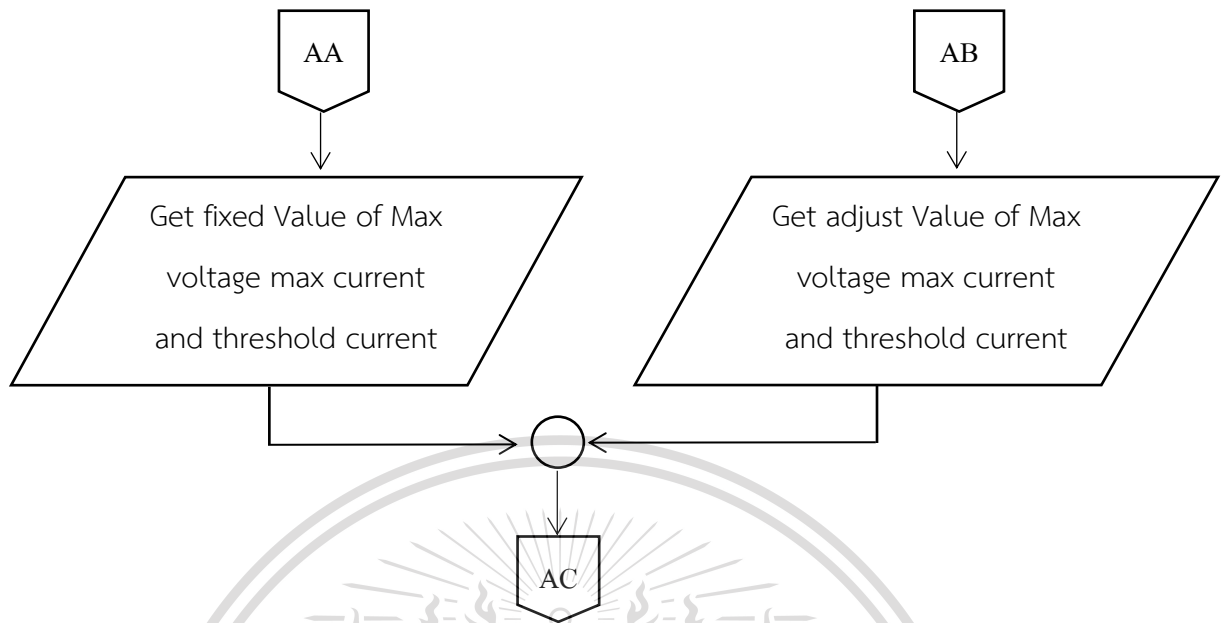 AA
AB
Get fixed Value of Max
voltage max current
and threshold current
Get adjust Value of Max
voltage max current
and threshold current
AC